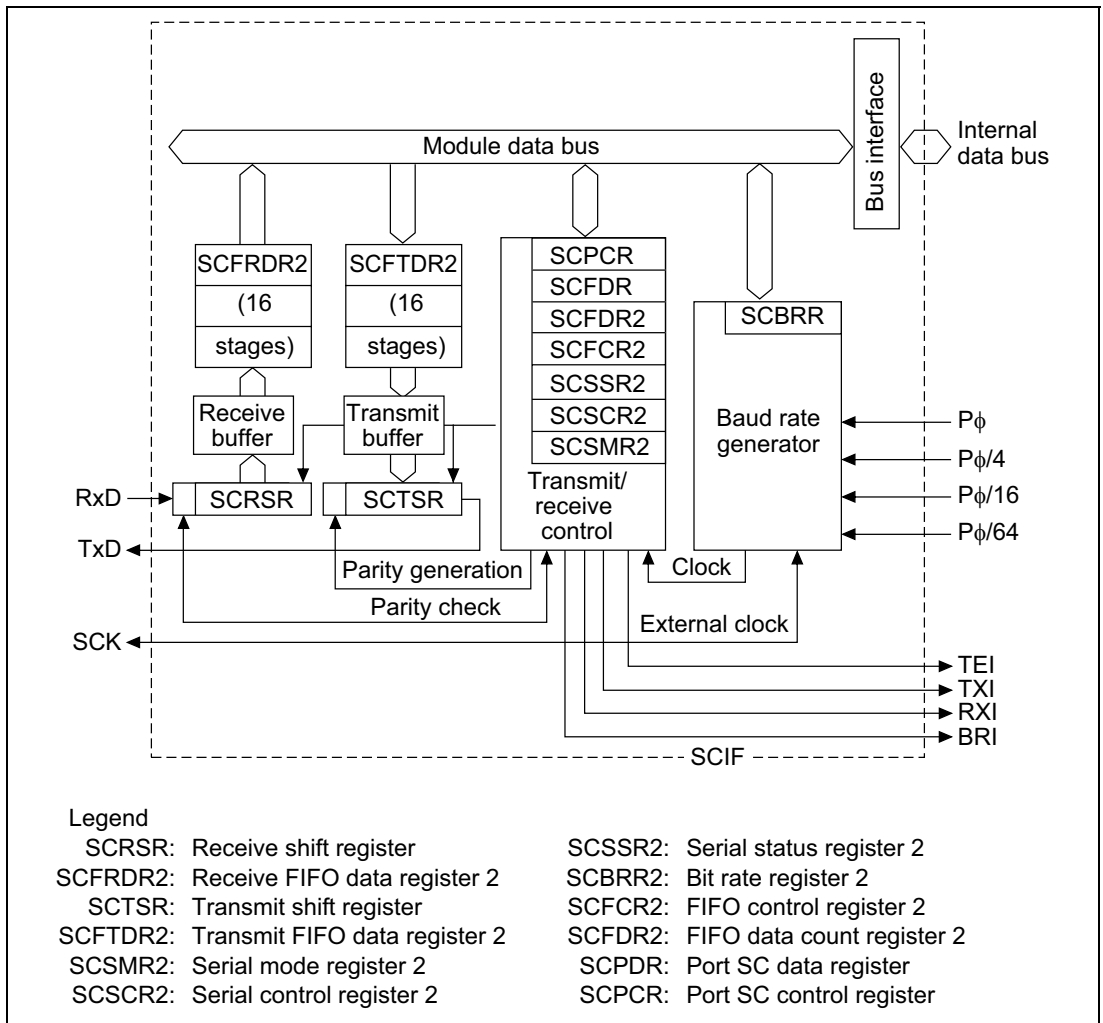 Bus interface
Internal
data bus
Module data bus
SCFRDR2
(16
stages)
SCFTDR2
(16
stages)
SCPCR
SCFDR
SCFDR2
SCFCR2
SCSSR2
SCSCR2
SCSMR2
Transmit/
receive
control
SCBRR
Baud rate
generator
Receive
buffer
Transmit
buffer
Pϕ
Pϕ/4
Pϕ/16
Pϕ/64
RxD
SCRSR
SCTSR
TxD
Parity generation
Clock
Parity check
SCK
External clock
TEI
TXI
RXI
BRI
SCIF
Legend
SCRSR: Receive shift register
SCFRDR2: Receive FIFO data register 2
SCTSR: Transmit shift register
SCFTDR2: Transmit FIFO data register 2
SCSMR2: Serial mode register 2
SCSCR2: Serial control register 2
SCSSR2: Serial status register 2
SCBRR2: Bit rate register 2
SCFCR2: FIFO control register 2
SCFDR2: FIFO data count register 2
SCPDR: Port SC data register
SCPCR: Port SC control register